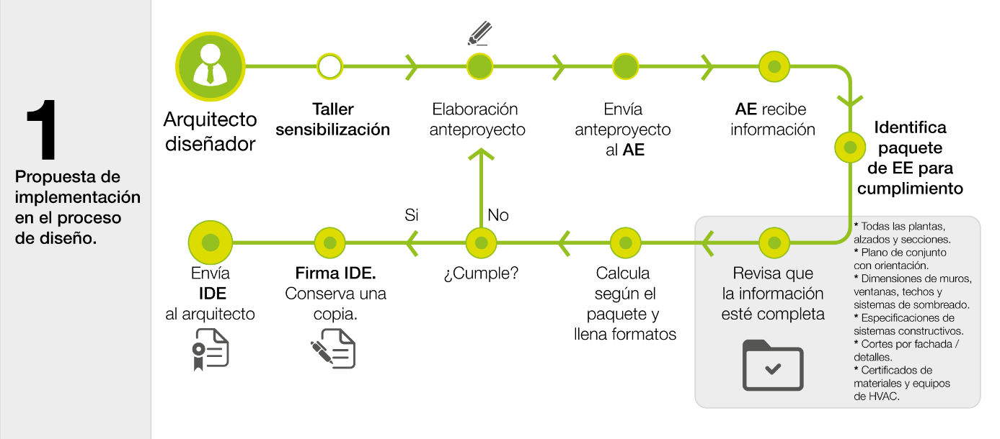 1
Propuesta de
implementación
en el proceso
de diseño.
Arquitecto
diseñador
Taller
sensibilización
Elaboración
anteproyecto
Envía
anteproyecto
al AE
AE recibe
información
Identifica
paquete
de EE para
cumplimiento
* Todas las plantas,
alzados y secciones.
* Plano de conjunto
con orientación.
* Dimensiones de muros,
ventanas, techos y
sistemas de sombreado.
* Especificaciones de
sistemas constructivos.
* Cortes por fachada /
detalles.
* Certificados de
materiales y equipos
de HVAC.
Revisa que
la información
esté completa
Calcula
según el
paquete y
llena formatos
¿Cumple?
No
Si
Firma IDE.
Conserva una
copia.
Envía
IDE
al arquitecto